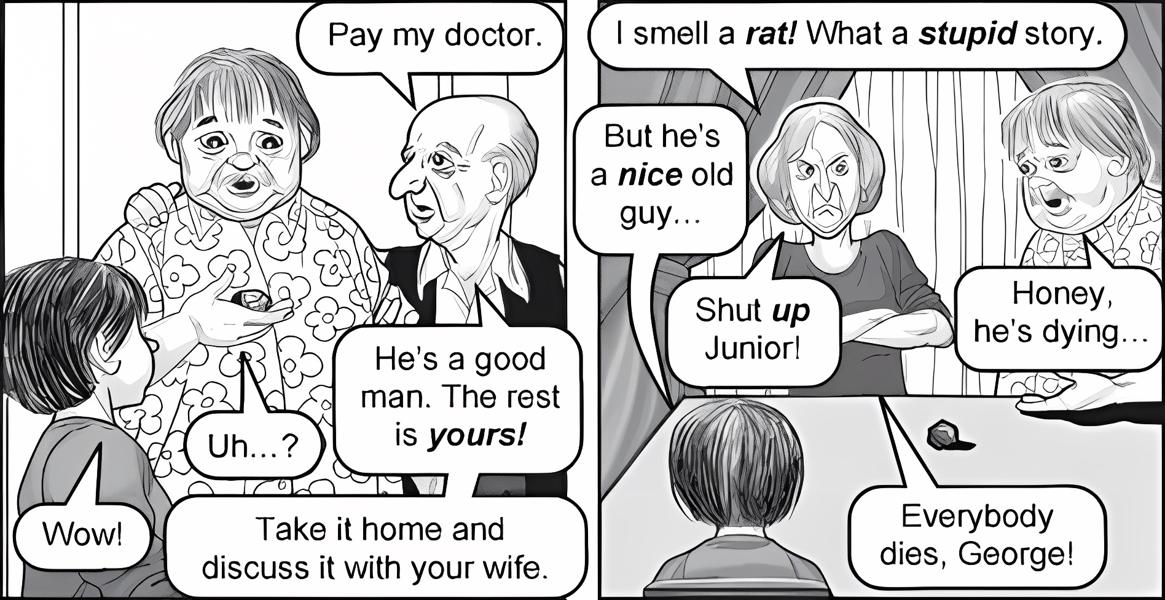 Pay my doctor.
He's a good
man. The rest
is yours!
Uh...?
Wow!
Take it home and
discuss it with your wife.
I smell a rat! What a stupid story.
But he's
a nice old
guy...
Shut up
Junior!
Honey,
he's dying...
Everybody
dies, George!